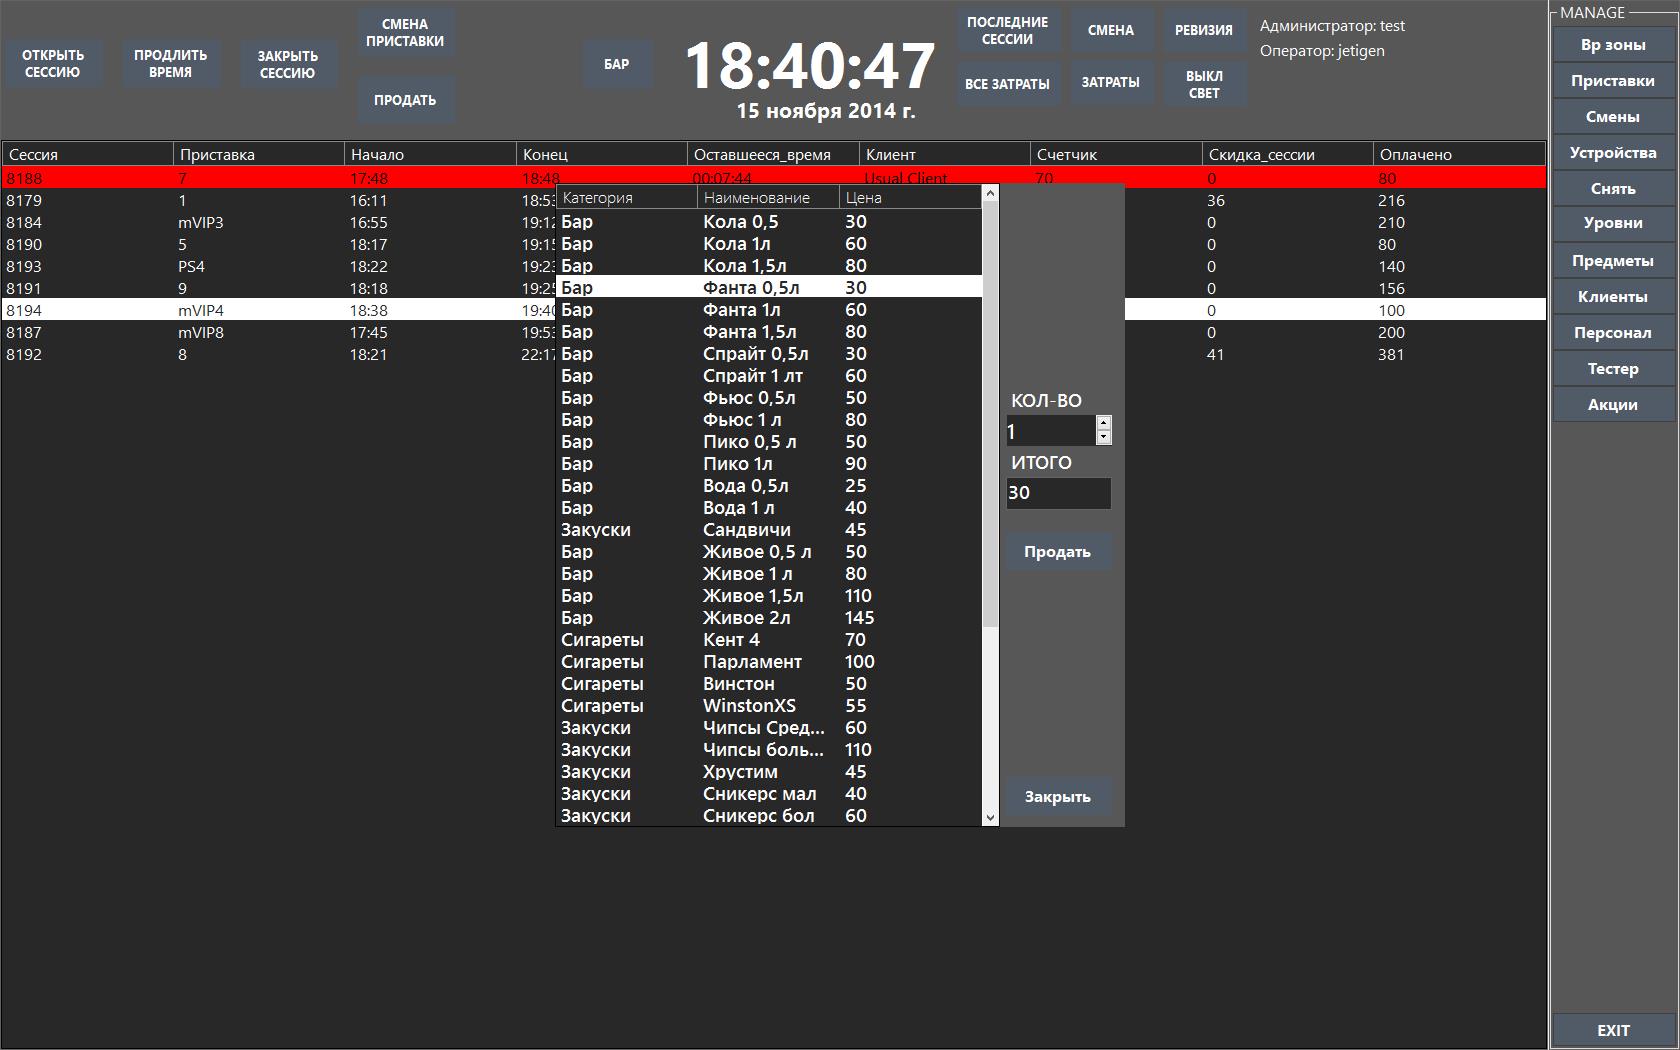 ОТКРЫТЬ
СЕССИЮ
ПРОДЛИТЬ
ВРЕМЯ
ЗАКРЫТЬ
СЕССИЮ
СМЕНА
ПРИСТАВКИ
ПРОДАТЬ
БАР
18:40:47
15 ноября 2014 г.
ПОСЛЕДНИЕ
СЕССИИ
СМЕНА
РЕВИЗИЯ
ВСЕ ЗАТРАТЫ
ЗАТРАТЫ
ВЫКЛ
СВЕТ
Администратор: test
Оператор: jetigen
MANAGE
Вр зоны
Приставки
Смены
Устройства
Снять
Уровни
Предметы
Клиенты
Персонал
Тестер
Акции
EXIT
Сессия Приставка Начало Конец Оставшееся_время Клиент Счетчик Скидка_сессии Оплачено
8188 7 17:48 18:48 00:07:44 Usual Client 70 0 80
8179 1 16:11 18:53 36 216
8184 mVIP3 16:55 19:12 0 210
8190 5 18:17 19:15 0 80
8193 PS4 18:22 19:23 0 140
8191 9 18:18 19:25 0 156
8194 mVIP4 18:38 19:40 0 100
8187 mVIP8 17:45 19:53 0 200
8192 8 18:21 22:17 41 381
Категория Наименование Цена
Бар Кола 0,5 30
Бар Кола 1л 60
Бар Кола 1,5л 80
Бар Фанта 0,5л 30
Бар Фанта 1л 60
Бар Фанта 1,5л 80
Бар Спрайт 0,5л 30
Бар Спрайт 1 лт 60
Бар Фьюс 0,5л 50
Бар Фьюс 1 л 80
Бар Пико 0,5 л 50
Бар Пико 1л 90
Бар Вода 0,5л 25
Бар Вода 1 л 40
Закуски Сандвичи 45
Бар Живое 0,5 л 50
Бар Живое 1 л 80
Бар Живое 1,5л 110
Бар Живое 2л 145
Сигареты Кент 4 70
Сигареты Парламент 100
Сигареты Винстон 50
Сигареты WinstonXS 55
Закуски Чипсы Сред... 60
Закуски Чипсы боль... 110
Закуски Хрустим 45
Закуски Сникерс мал 40
Закуски Сникерс бол 60
КОЛ-ВО
1
ИТОГО
30
Продать
Закрыть